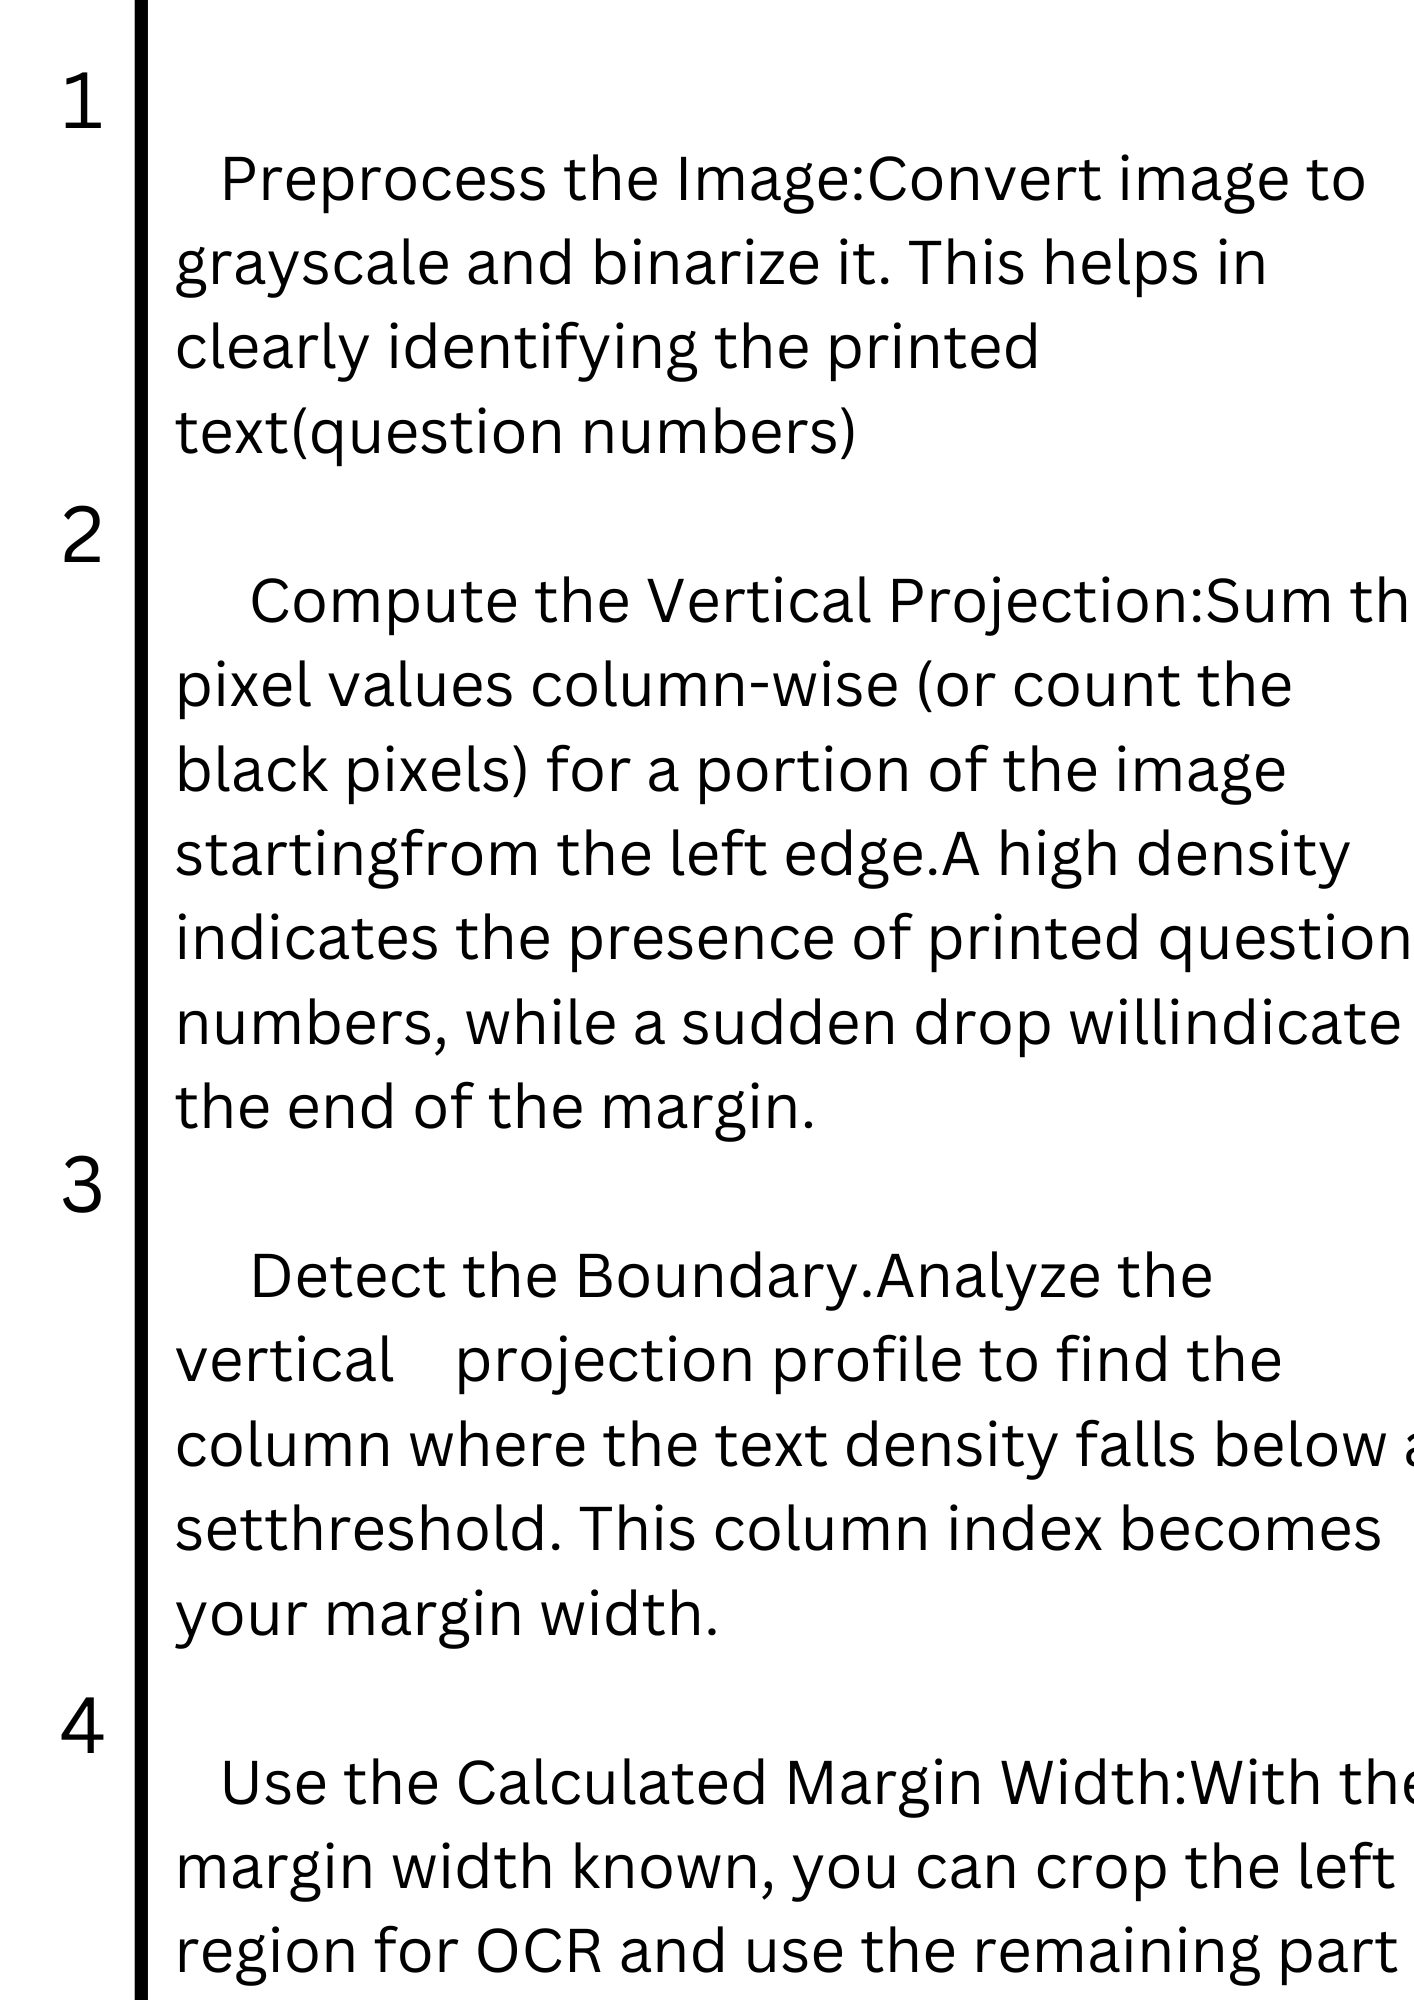 1
Preprocess the Image:Convert image to
grayscale and binarize it. This helps in
clearly identifying the printed
text(question numbers)
2
Compute the Vertical Projection:Sum th
pixel values column-wise (or count the
black pixels) for a portion of the image
startingfrom the left edge.A high density
indicates the presence of printed question
numbers, while a sudden drop willindicate
the end of the margin.
3
Detect the Boundary.Analyze the
vertical    projection profile to find the
column where the text density falls below a
setthreshold. This column index becomes
your margin width.
4
Use the Calculated Margin Width:With the
margin width known, you can crop the left
region for OCR and use the remaining part